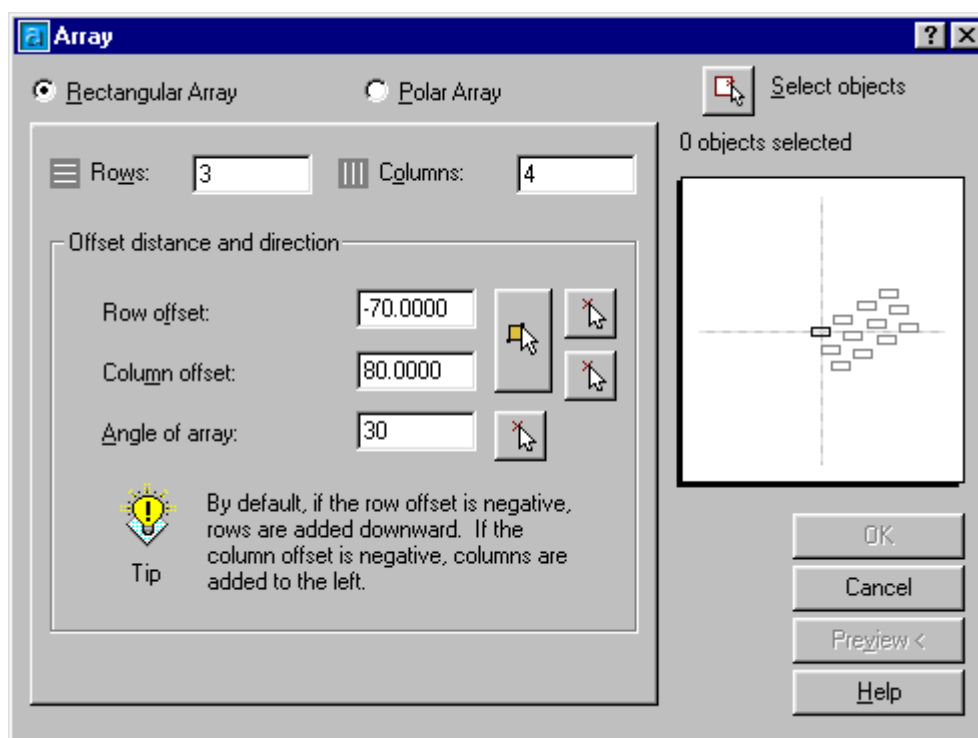 Array
Rectangular Array
Polar Array
Select objects
0 objects selected
Rows:
3
Columns:
4
Offset distance and direction
Row offset:
-70.0000
Column offset:
80.0000
Angle of array:
30
Tip
By default, if the row offset is negative,
rows are added downward.  If the
column offset is negative, columns are
added to the left.
OK
Cancel
Preview <
Help